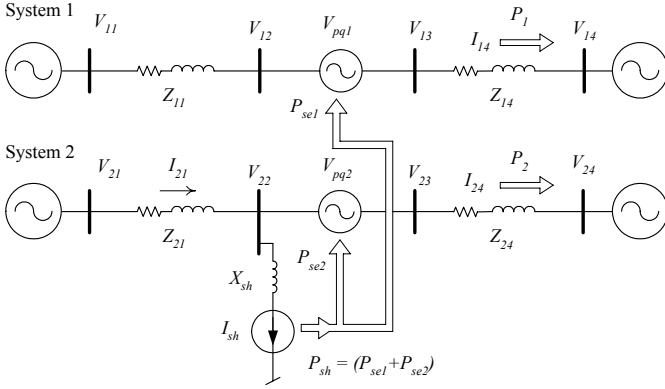 System 1
V11
V12
Vpq1
V13
I14
P1
V14
Z11
Z14
Pse1
System 2
V21
I21
V22
Vpq2
V23
I24
P2
V24
Z21
Z24
Pse2
Xsh
Ish
Psh = (Pse1+Pse2)